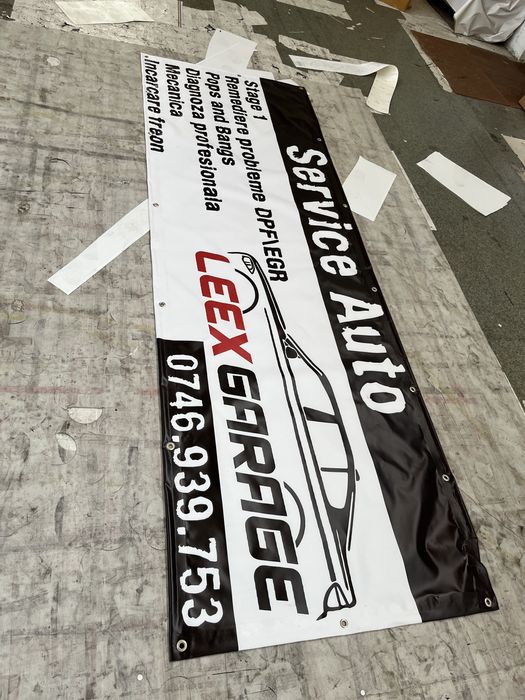 Service Auto
. Stage 1
. Remediere probleme DPF\EGR
Pops and Bangs
Diagnoza profesionala
Mecanica
.Incarcare freon
LEEX GARAGE
0746.939.753